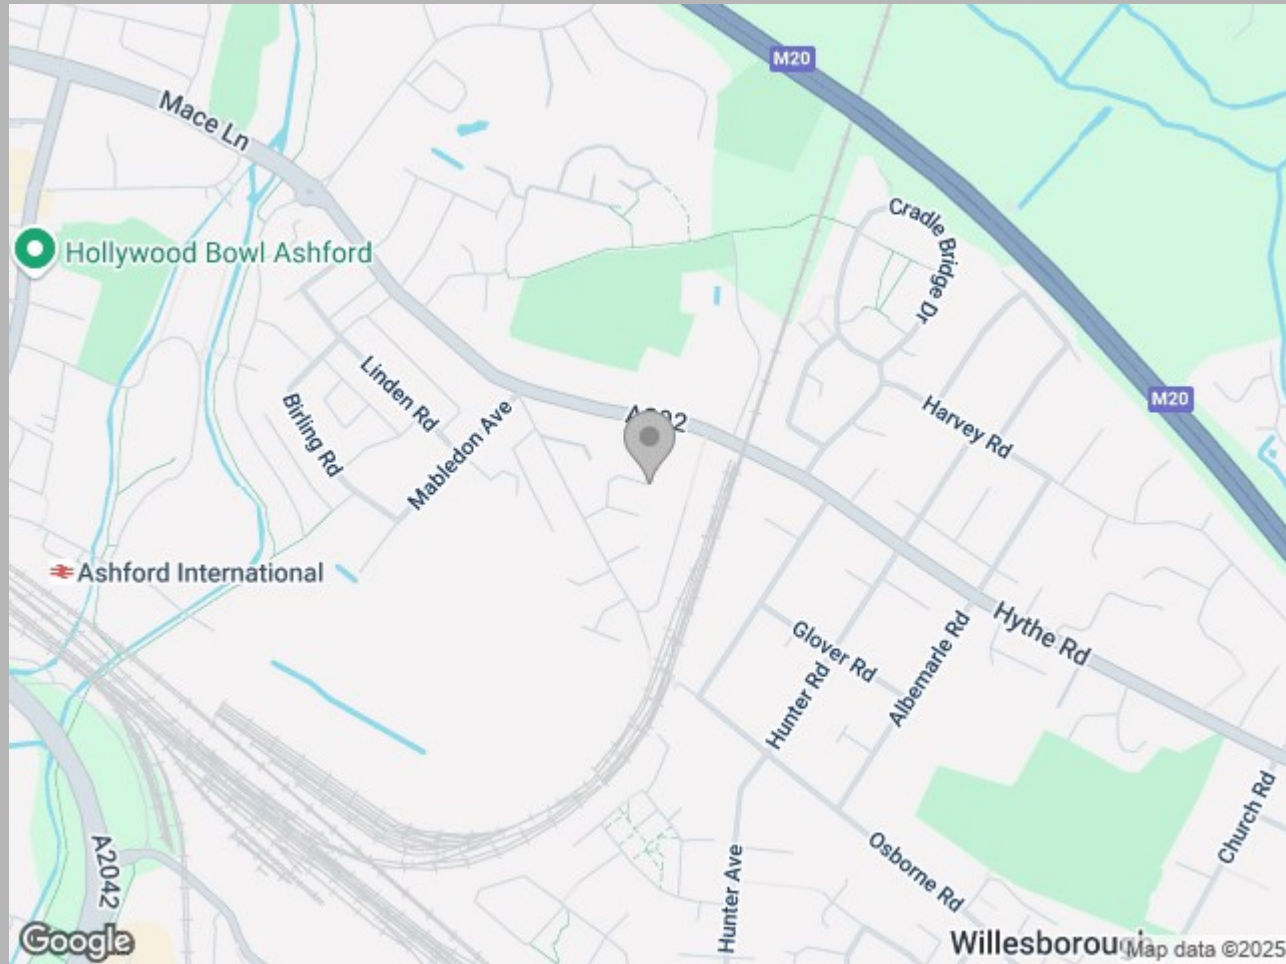 M20
Mace Ln
Cradle Bridge Dr
Hollywood Bowl Ashford
Linden Rd
Birling Rd
Mabledon Ave
M20
Harvey Rd
Ashford International
Hythe Rd
Glover Rd
Albemarle Rd
Hunter Rd
Church Rd
A2042
Osborne Rd
Hunter Ave
Google
Map data ©2025